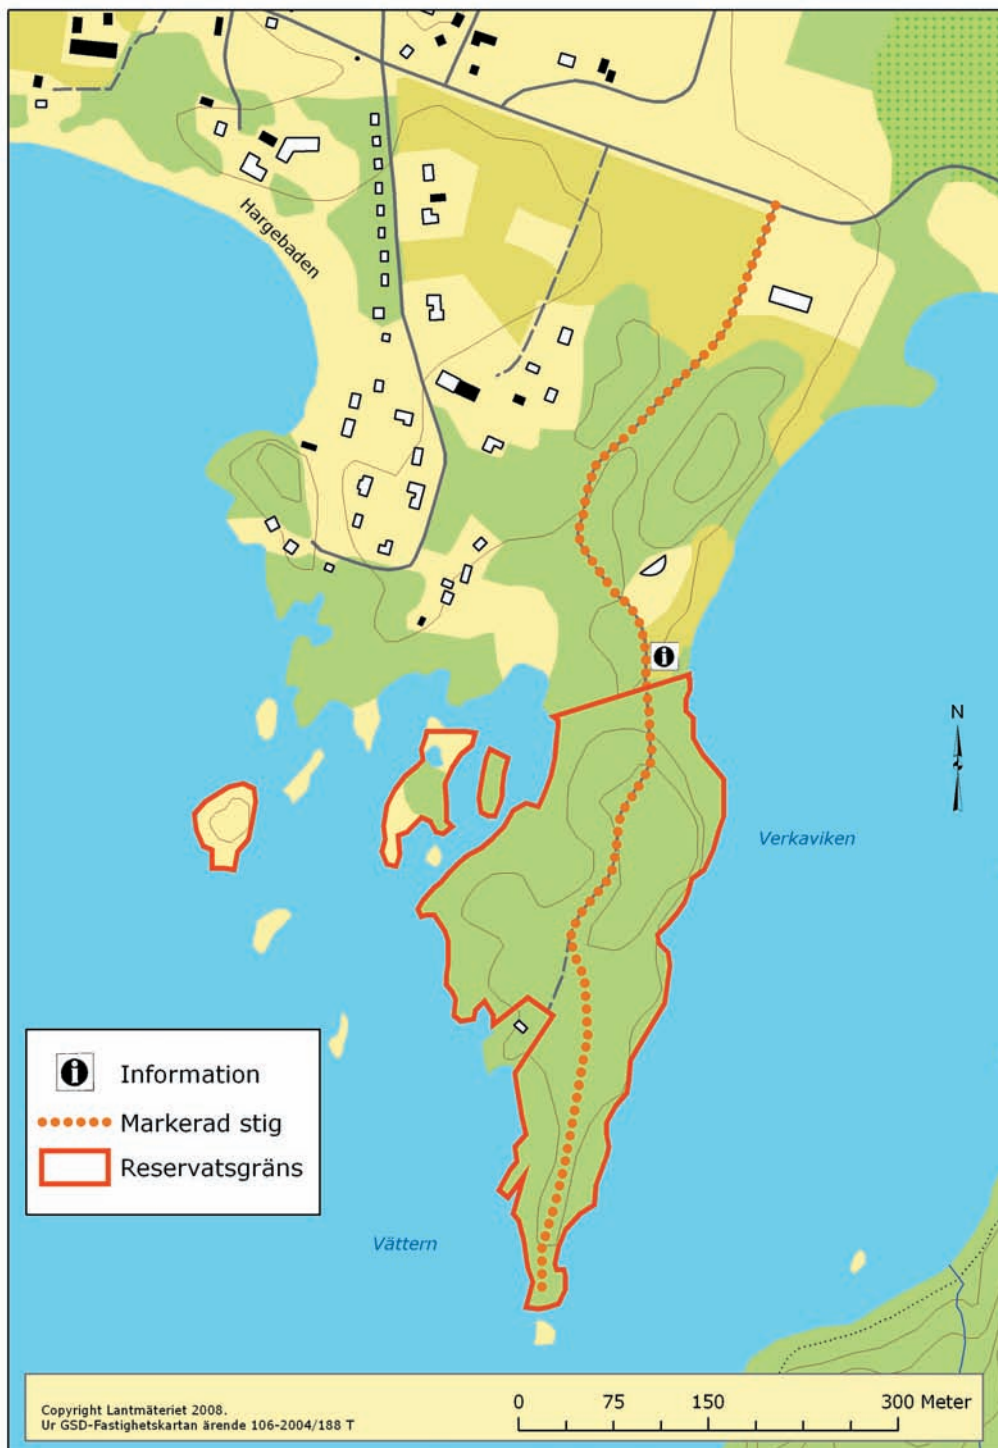 Hargebaden
N
Verkaviken
Information
Markerad stig
Reservatsgräns
Vättern
Copyright Lantmäteriet 2008.
Ur GSD-Fastighetskartan ärende 106-2004/188 T
0 75 150 300 Meter